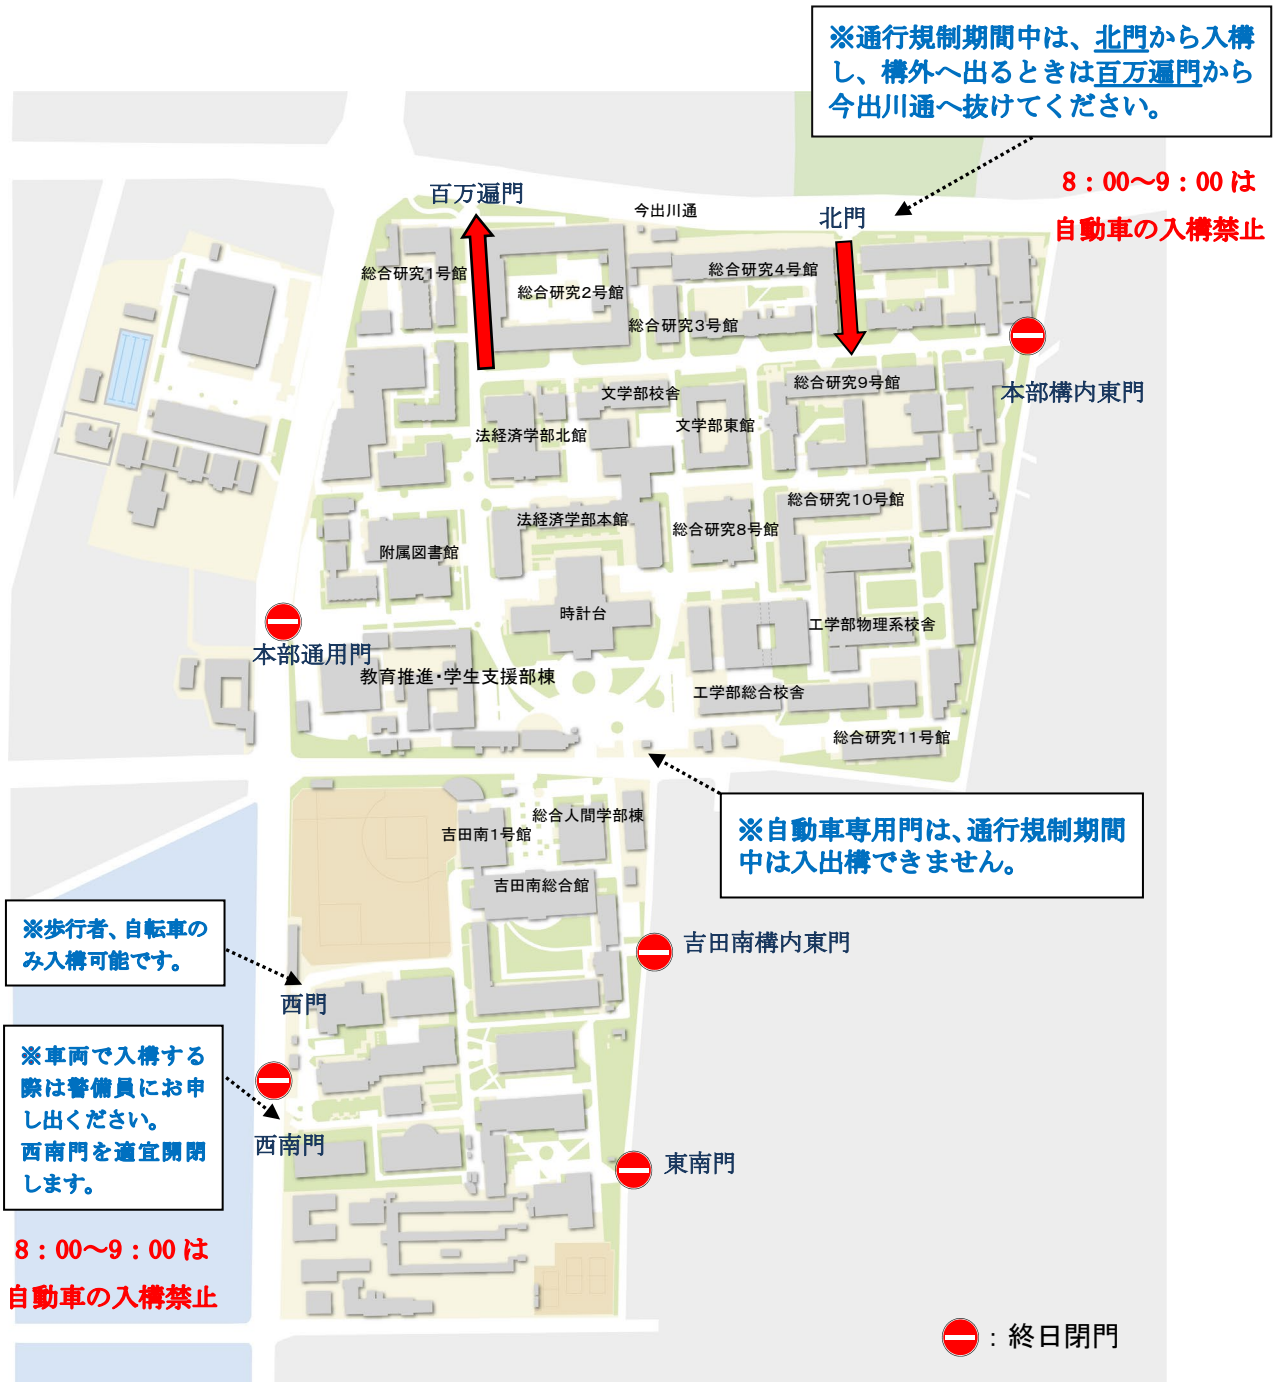 ※通行規制期間中は、北門から入構
し、構外へ出るときは百万遍門から
今出川通へ抜けてください。
8：00～9：00は
自動車の入構禁止
百万遍門
今出川通
北門
総合研究1号館
総合研究2号館
総合研究4号館
総合研究3号館
本部構内東門
文学部校舎
総合研究9号館
法経済学部北館
文学部東館
総合研究10号館
法経済学部本館
総合研究8号館
附属図書館
時計台
工学部物理系校舎
本部通用門
教育推進・学生支援部棟
工学部総合校舎
総合研究11号館
※自動車専用門は、通行規制期間
中は入出構できません。
総合人間学部棟
吉田南1号館
吉田南総合館
※歩行者、自転車の
み入構可能です。
吉田南構内東門
西門
※車両で入構する
際は警備員にお申
し出ください。
西南門を適宜開閉
します。
西南門
東南門
8：00～9：00は
自動車の入構禁止
：終日閉門